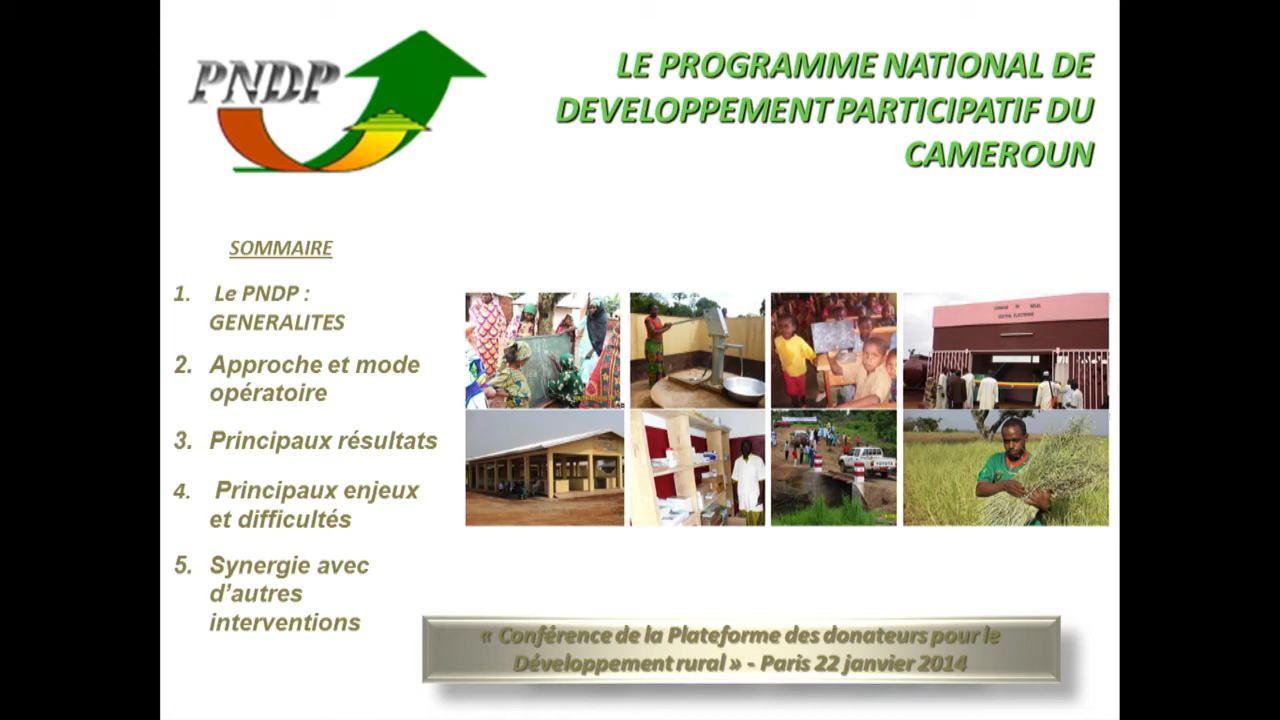 PNDP
LE PROGRAMME NATIONAL DE
DEVELOPPEMENT PARTICIPATIF DU
CAMEROUN
SOMMAIRE
1. Le PNDP :
GENERALITES
2. Approche et mode
opératoire
3. Principaux résultats
4. Principaux enjeux
et difficultés
5. Synergie avec
d’autres
interventions
TOYOTA
« Conférence de la Plateforme des donateurs pour le
Développement rural » - Paris 22 janvier 2014